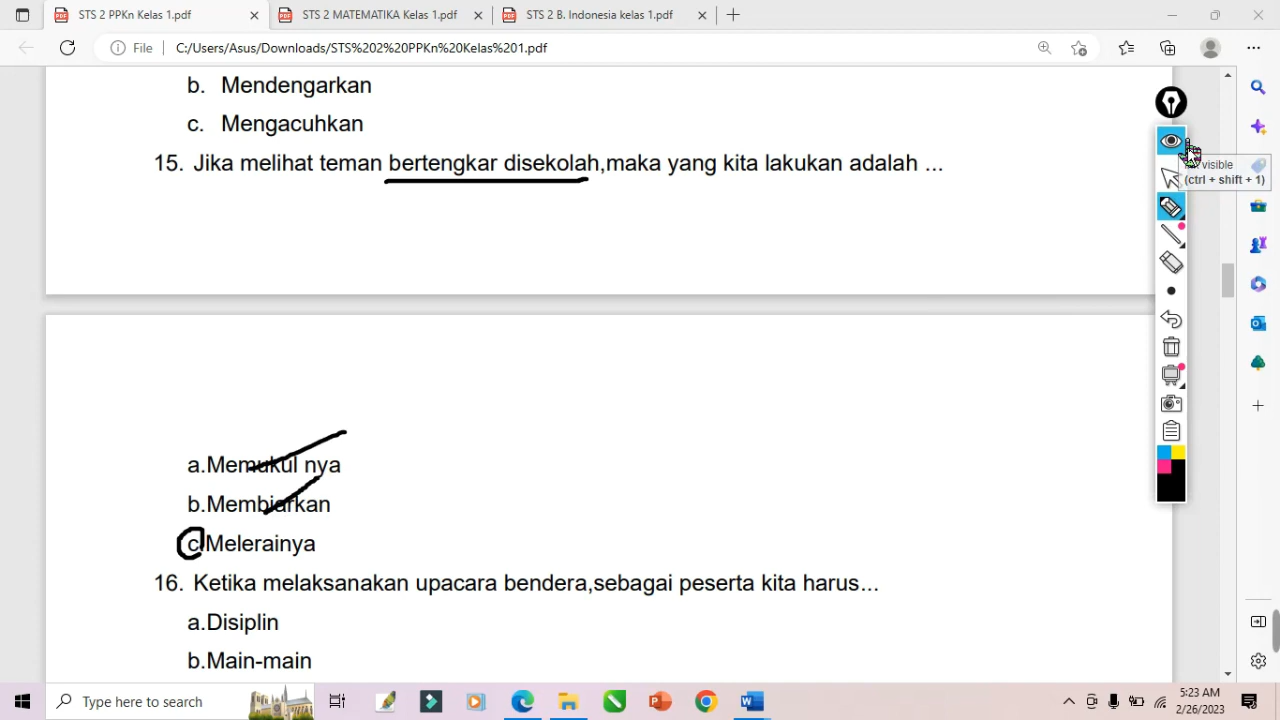 STS 2 PPKn Kelas 1.pdf
STS 2 MATEMATIKA Kelas 1.pdf
STS 2 B. Indonesia kelas 1.pdf
File
C:/Users/Asus/Downloads/STS%202%20PPKn%20Kelas%201.pdf
b. Mendengarkan
c. Mengacuhkan
15. Jika melihat teman bertengkar disekolah,maka yang kita lakukan adalah ...
visible
(ctrl + shift + 1)
a.Memukul nya
b.Membiarkan
c.Melerainya
16. Ketika melaksanakan upacara bendera,sebagai peserta kita harus...
a.Disiplin
b.Main-main
Type here to search
5:23 AM
2/26/2023